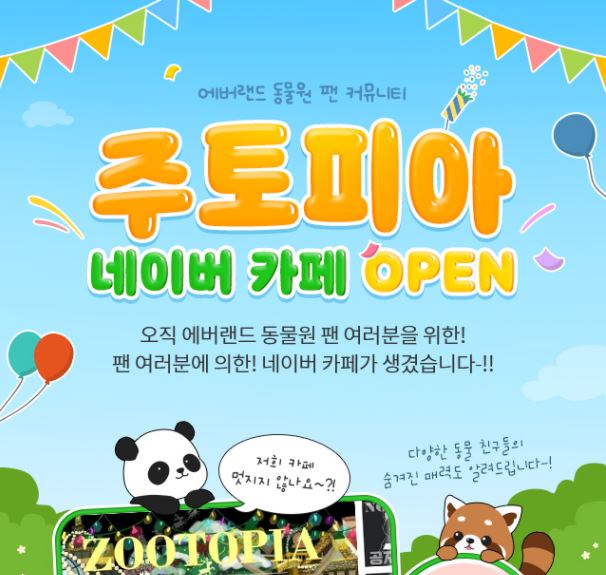 에버랜드 동물원 팬 커뮤니티
주토피아
네이버 카페 OPEN
오직 에버랜드 동물원 팬 여러분을 위한!
팬 여러분에 의한! 네이버 카페가 생겼습니다-!!
저희 카페
멋지지 않나요~?!
다양한 동물 친구들의
숨겨진 매력도 알려드립니다~!
ZOOTOPIA
NO
공지